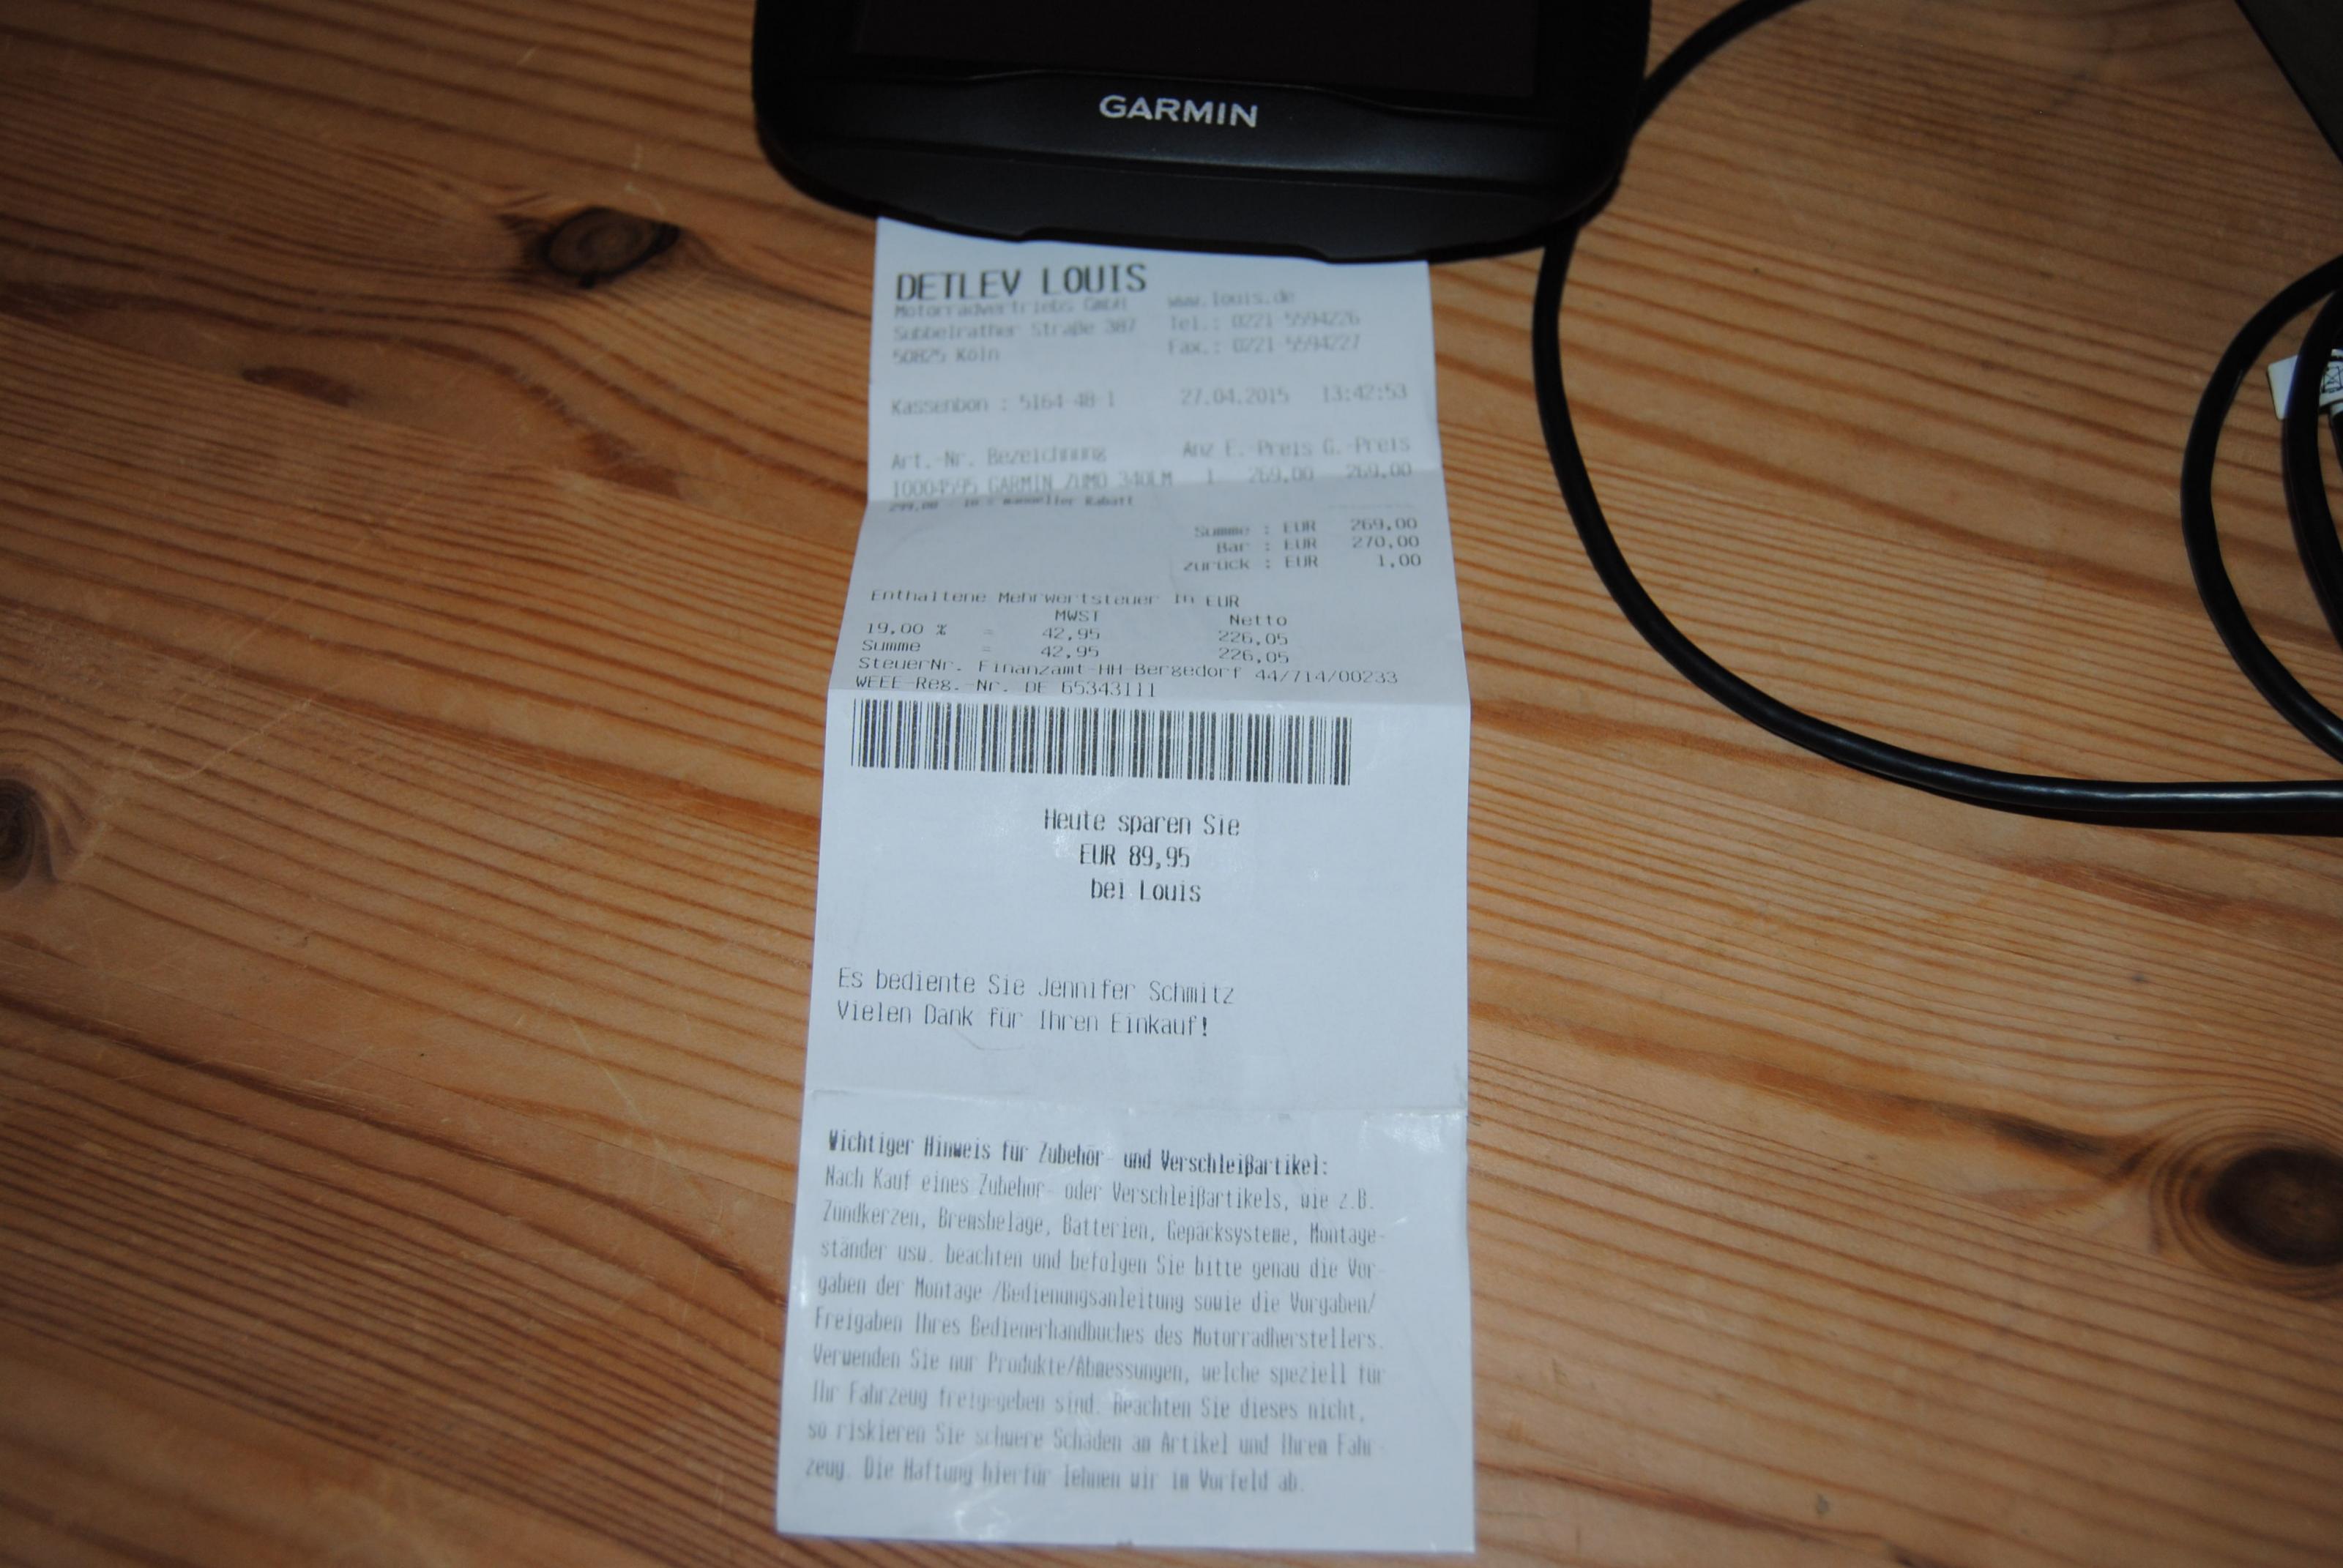 GARMIN
DETLEV LOUIS
Motorradvertriebs GmbH www.louis.de
Subbelrather Straße 387 Tel.: 0221-5594226
50825 Köln Fax.: 0221-5594227
Kassenbon : 5164-48-1 27.04.2015 13:42:53
Art.-Nr. Bezeichnung Anz E.-Preis G.-Preis
10004595 GARMIN ZUMO 340LM 1 269,00 269,00
299,00 manueller Rabatt
Summe : EUR 269,00
Bar : EUR 270,00
Zurück : EUR 1,00
Enthaltene Mehrwertsteuer in EUR
MWST Netto
19,00 % = 42,95 226,05
Summe = 42,95 226,05
SteuerNr. Finanzamt-HH-Bergedorf 44/714/00233
WEEE-Reg.-Nr. DE 65343111
Heute sparen Sie
EUR 89,95
bei Louis
Es bediente Sie Jennifer Schmitz
Vielen Dank für Ihren Einkauf!
Wichtiger Hinweis für Zubehör- und Verschleißartikel:
Nach Kauf eines Zubehör- oder Verschleißartikels, wie z.B.
Zündkerzen, Bremsbeläge, Batterien, Gepäcksysteme, Montage-
ständer usw. beachten und befolgen Sie bitte genau die Vor-
gaben der Montage-/Bedienungsanleitung sowie die Vorgaben/
Freigaben Ihres Bedienerhandbuches des Motorradherstellers.
Verwenden Sie nur Produkte/Abmessungen, welche speziell für
Ihr Fahrzeug freigegeben sind. Beachten Sie dieses nicht,
so riskieren Sie schwere Schäden am Artikel und Ihrem Fahr-
zeug. Die Haftung hierfür lehnen wir im Vorfeld ab.